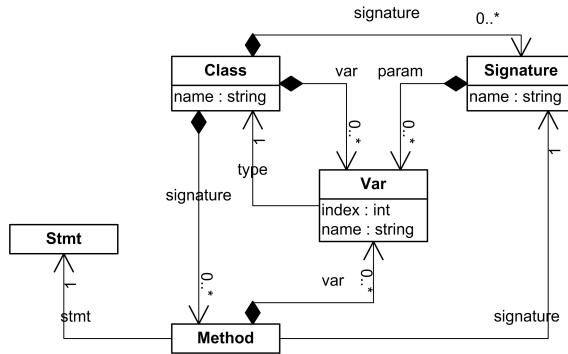 signature
0..*
Class
name : string
var
param
Signature
name : string
0..*
0..*
1
1
type
signature
Var
index : int
name : string
Stmt
0..*
var
0..*
1
stmt
signature
Method